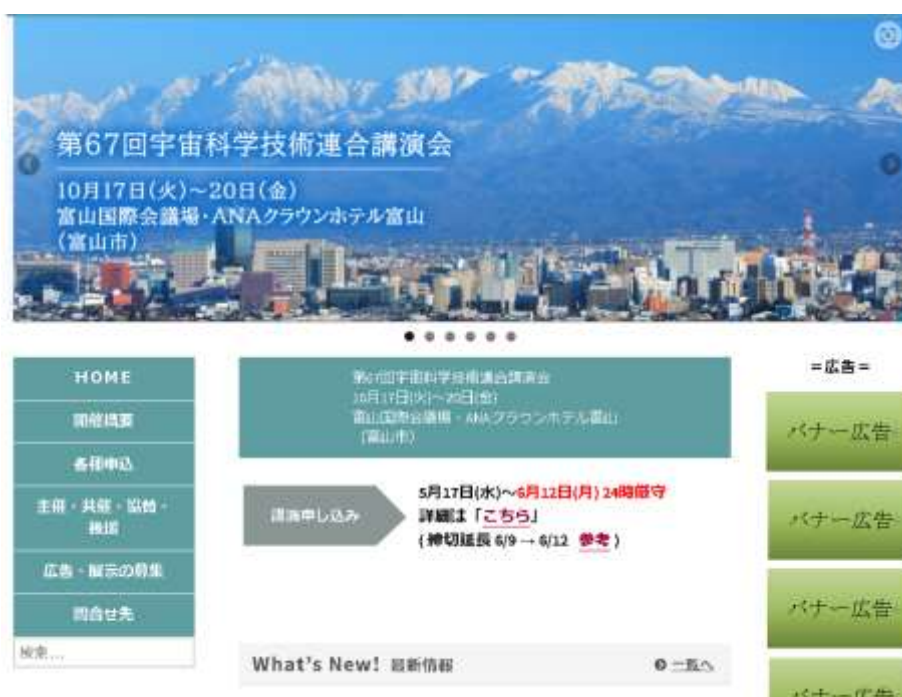 第67回宇宙科学技術連合講演会
10月17日(火)～20日(金)
富山国際会議場・ANAクラウンホテル富山
(富山市)
HOME
開催概要
各種申込
主催・共催・協賛・
後援
広告・展示の募集
問合せ先
検索...
第67回宇宙科学技術連合講演会
10月17日(火)～20日(金)
富山国際会議場・ANAクラウンホテル富山
(富山市)
講演申し込み
5月17日(水)～6月12日(月) 24時厳守
詳細は「こちら」
( 締切延長 6/9 → 6/12 参考 )
What's New! 最新情報
一覧へ
＝広告＝
バナー広告
バナー広告
バナー広告
バナー広告